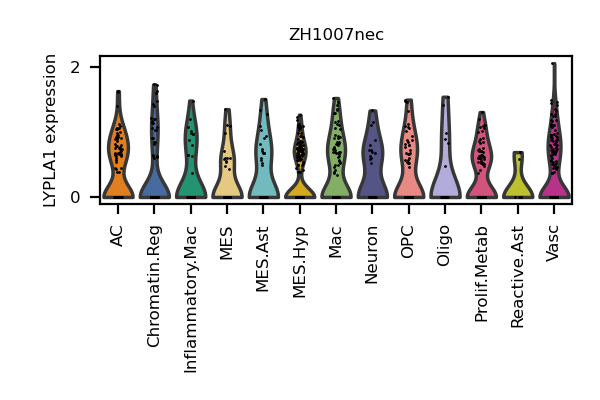 ZH1007nec
LYPLA1 expression
2
0
AC
Chromatin.Reg
Inflammatory.Mac
MES
MES.Ast
MES.Hyp
Mac
Neuron
OPC
Oligo
Prolif.Metab
Reactive.Ast
Vasc